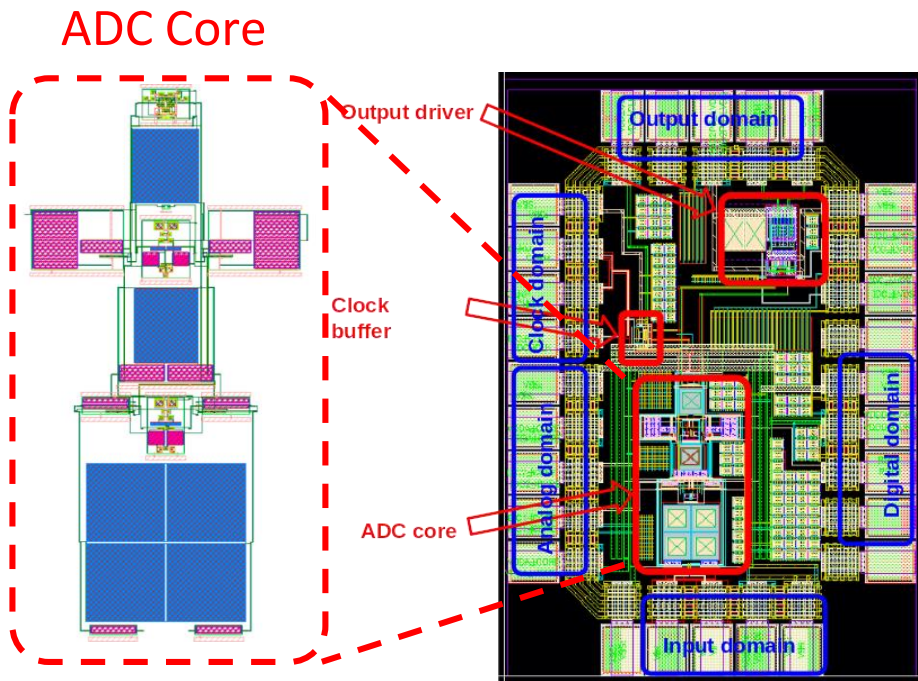 ADC Core
Output driver
Output domain
Clock domain
Clock
buffer
Analog domain
Digital domain
ADC core
Input domain